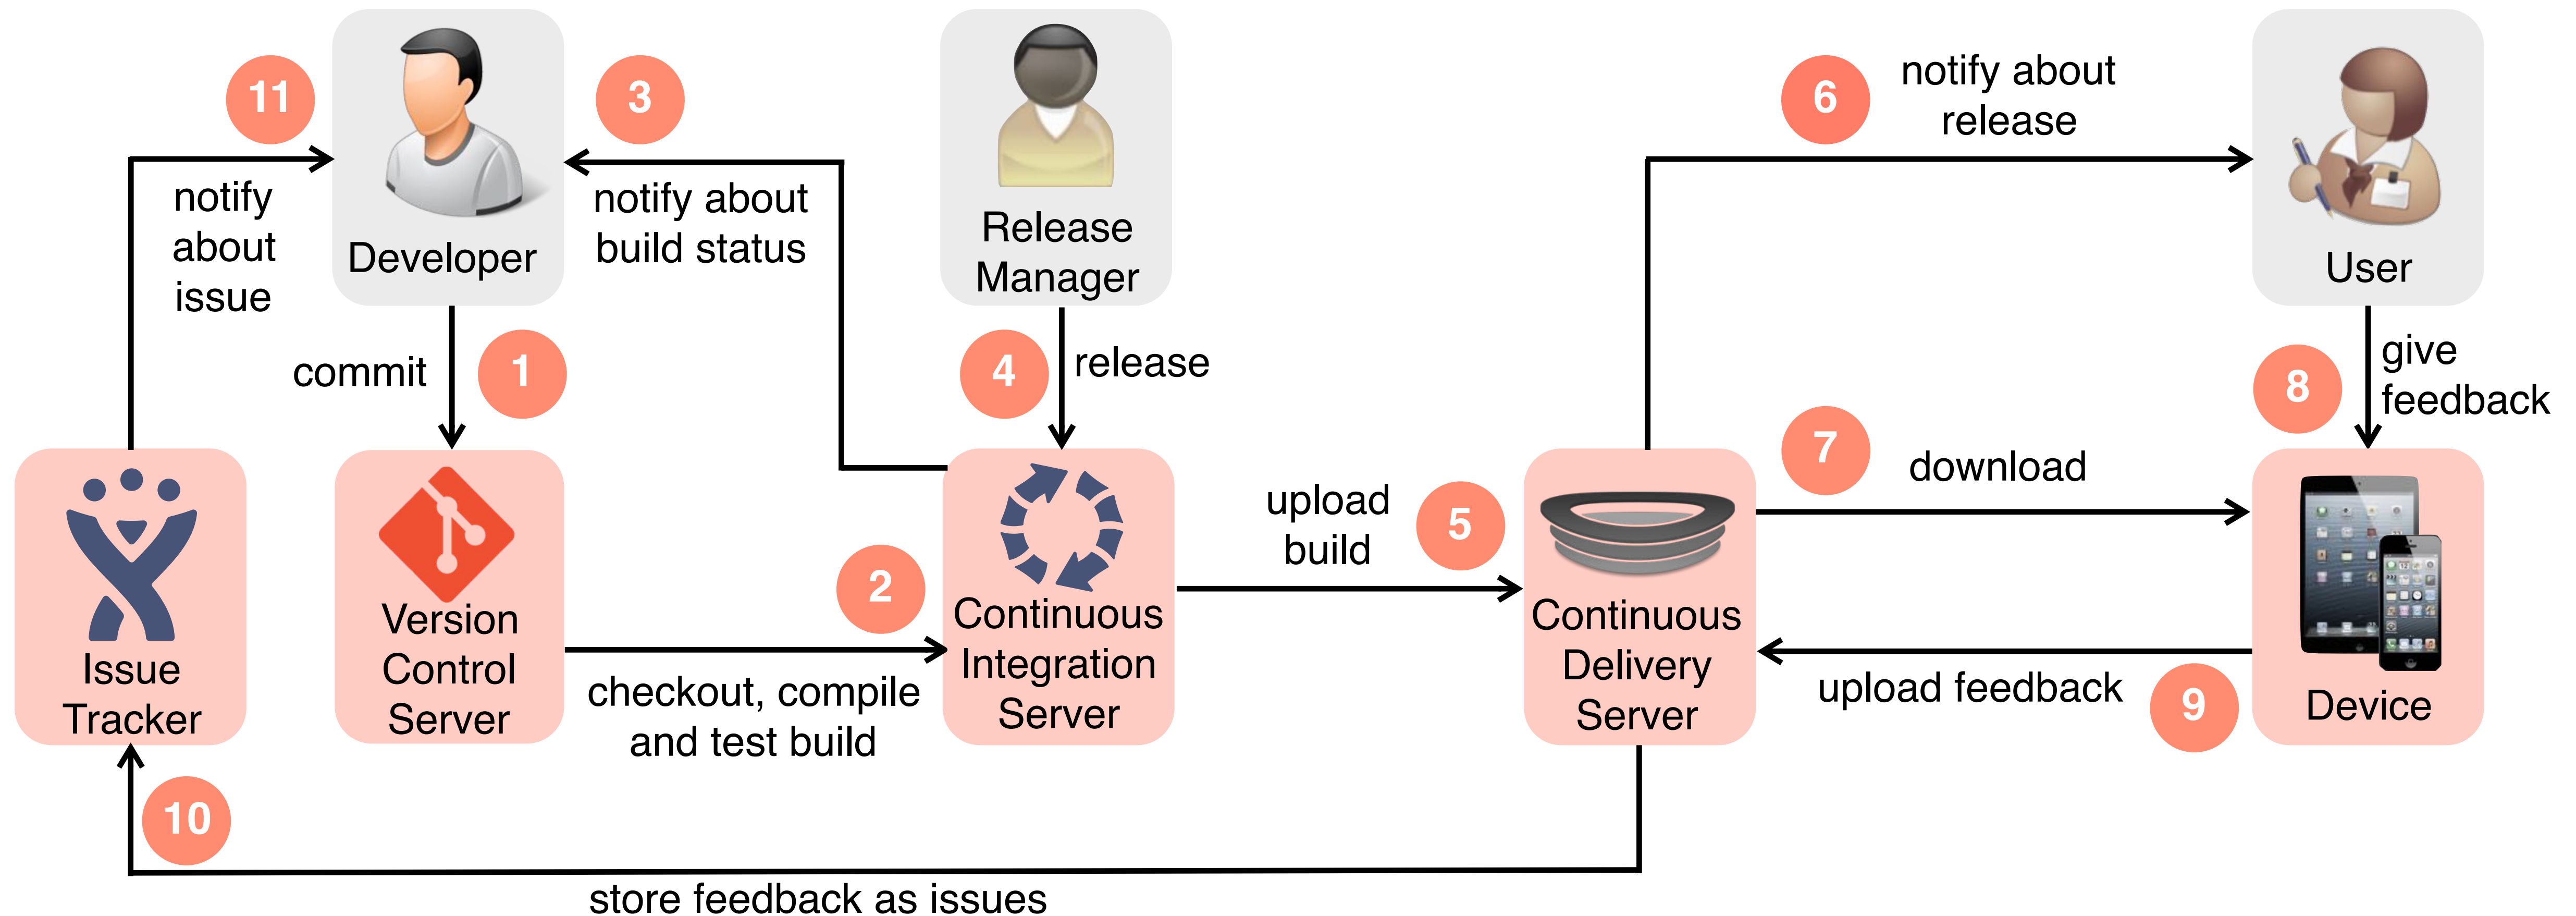 11
notify
about
issue
Developer
3
notify about
build status
commit
1
Release
Manager
4
release
6
notify about
release
User
give
feedback
8
Issue
Tracker
Version
Control
Server
2
checkout, compile
and test build
Continuous
Integration
Server
upload
build
5
Continuous
Delivery
Server
7
download
upload feedback
9
Device
10
store feedback as issues